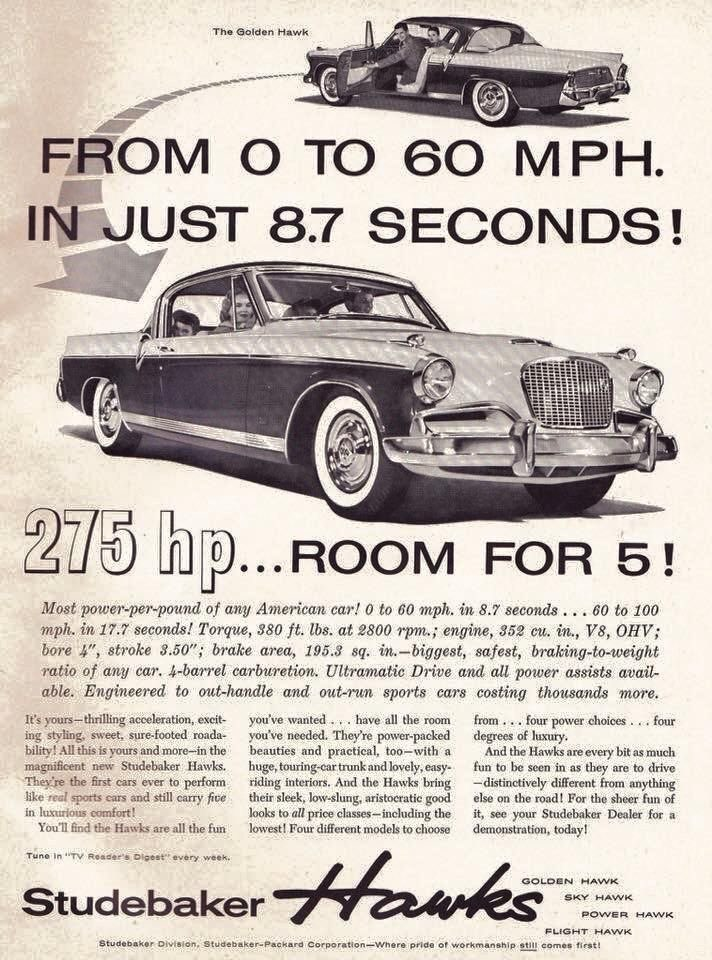 The Golden Hawk
FROM 0 TO 60 MPH.
IN JUST 8.7 SECONDS!
275 hp...ROOM FOR 5!
Most power-per-pound of any American car! 0 to 60 mph. in 8.7 seconds . . . 60 to 100
mph. in 17.7 seconds! Torque, 380 ft. lbs. at 2800 rpm.; engine, 352 cu. in., V8, OHV;
bore 4", stroke 3.50"; brake area, 195.3 sq. in.—biggest, safest, braking-to-weight
ratio of any car. 4-barrel carburetion. Ultramatic Drive and all power assists avail-
able. Engineered to out-handle and out-run sports cars costing thousands more.
It's yours—thrilling acceleration, excit-
ing styling, sweet, sure-footed roada-
bility! All this is yours and more—in the
magnificent new Studebaker Hawks.
They're the first cars ever to perform
like real sports cars and still carry five
in luxurious comfort!
You'll find the Hawks are all the fun
you've wanted . . . have all the room
you've needed. They're power-packed
beauties and practical, too—with a
huge, touring-car trunk and lovely, easy-
riding interiors. And the Hawks bring
their sleek, low-slung, aristocratic good
looks to all price classes—including the
lowest! Four different models to choose
from . . . four power choices . . . four
degrees of luxury.
And the Hawks are every bit as much
fun to be seen in as they are to drive
—distinctively different from anything
else on the road! For the sheer fun of
it, see your Studebaker Dealer for a
demonstration, today!
Tune in "TV Reader's Digest" every week.
Studebaker Hawks
GOLDEN HAWK
SKY HAWK
POWER HAWK
FLIGHT HAWK
Studebaker Division, Studebaker-Packard Corporation—Where pride of workmanship still comes first!